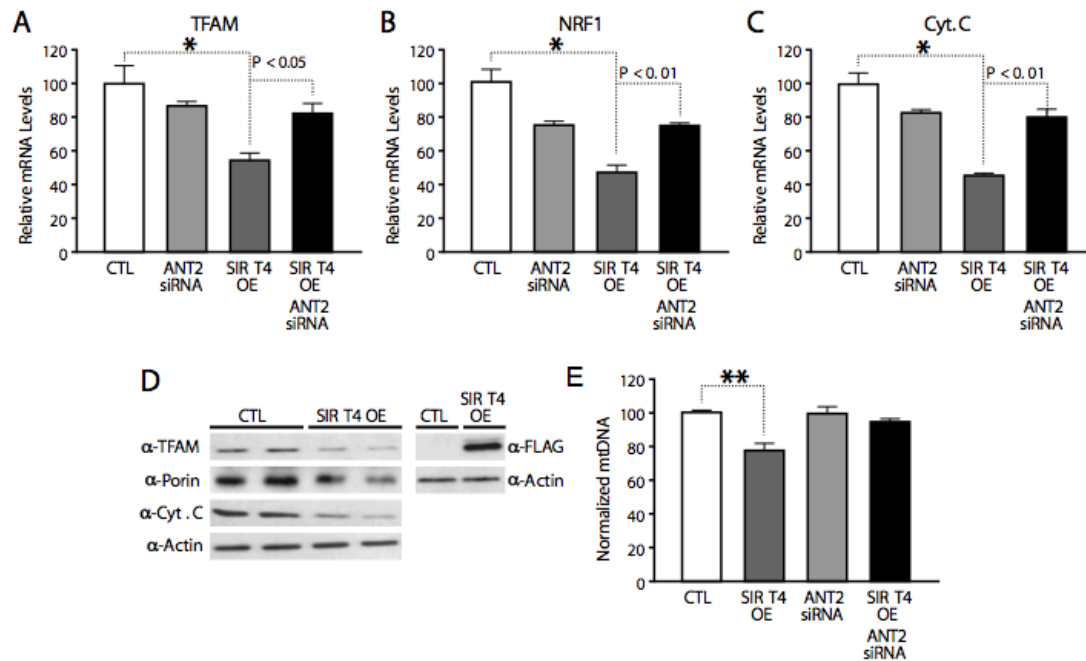 A
TFAM
Relative mRNA Levels
120
100
80
60
40
20
0
*
P < 0.05
CTL
ANT2
siRNA
SIR T4
OE
SIR T4
OE
ANT2
siRNA
B
NRF1
Relative mRNA Levels
120
100
80
60
40
20
0
*
P < 0.01
CTL
ANT2
siRNA
SIR T4
OE
SIR T4
OE
ANT2
siRNA
C
Cyt. C
Relative mRNA Levels
120
100
80
60
40
20
0
*
P < 0.01
CTL
ANT2
siRNA
SIR T4
OE
SIR T4
OE
ANT2
siRNA
D
CTL SIR T4 OE
α-TFAM
α-Porin
α-Cyt . C
α-Actin
CTL SIR T4
OE
α-FLAG
α-Actin
E
Normalized mtDNA
120
100
80
60
40
20
0
**
CTL
SIR T4
OE
ANT2
siRNA
SIR T4
OE
ANT2
siRNA